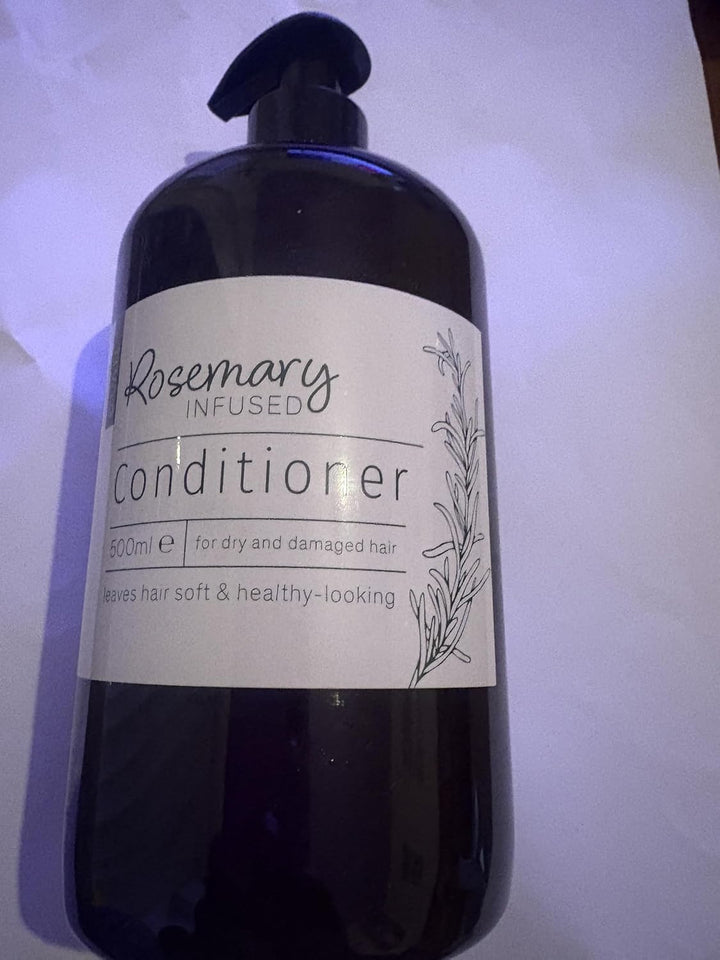 Rosemary
INFUSED
Conditioner
500ml ℮ for dry and damaged hair
leaves hair soft & healthy-looking